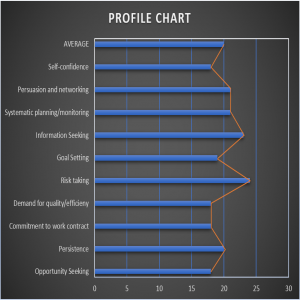 PROFILE CHART
AVERAGE
Self-confidence
Persuasion and networking
Systematic planning/monitoring
Information Seeking
Goal Setting
Risk taking
Demand for quality/efficieny
Commitment to work contract
Persistence
Opportunity Seeking
0 5 10 15 20 25 30